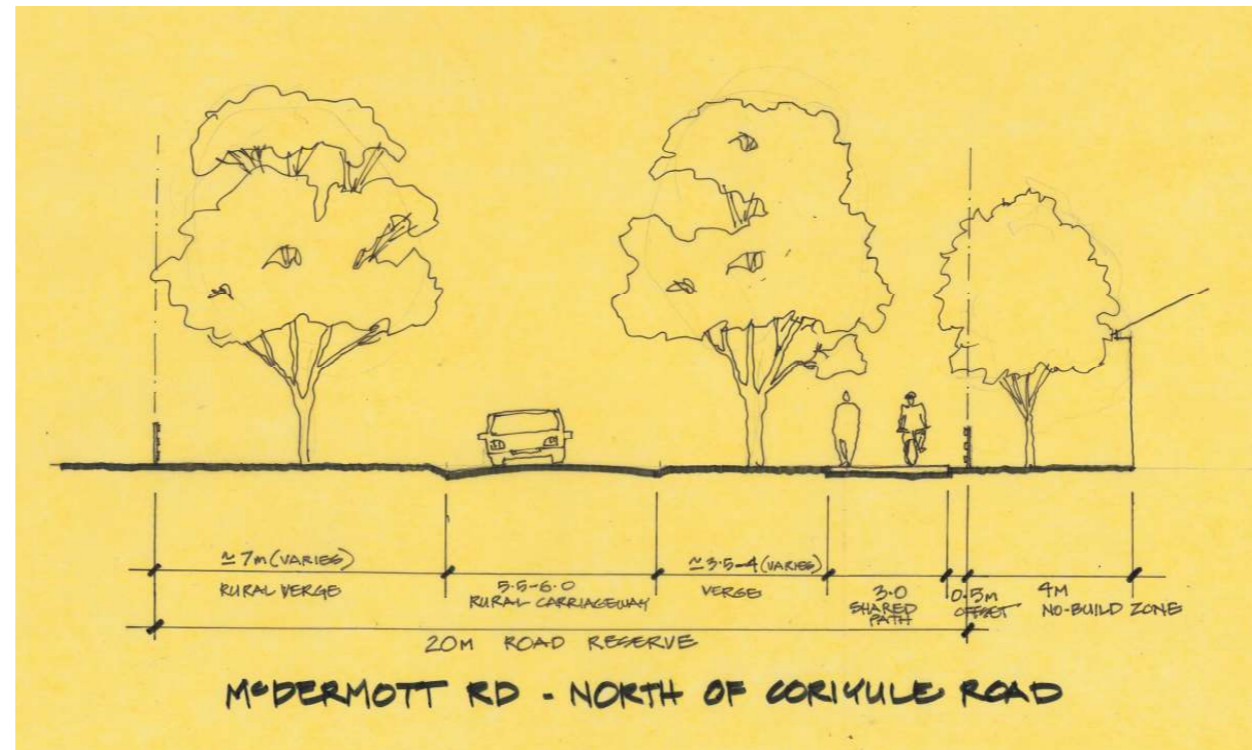 ≃ 7m (VARIES)
RURAL VERGE
5.5-6.0
RURAL CARRIAGEWAY
≃ 3.5-4 (VARIES)
VERGE
3.0
SHARED
PATH
0.5m
OFFSET
4M
NO-BUILD ZONE
20M ROAD RESERVE
McDERMOTT RD - NORTH OF CORIYULE ROAD